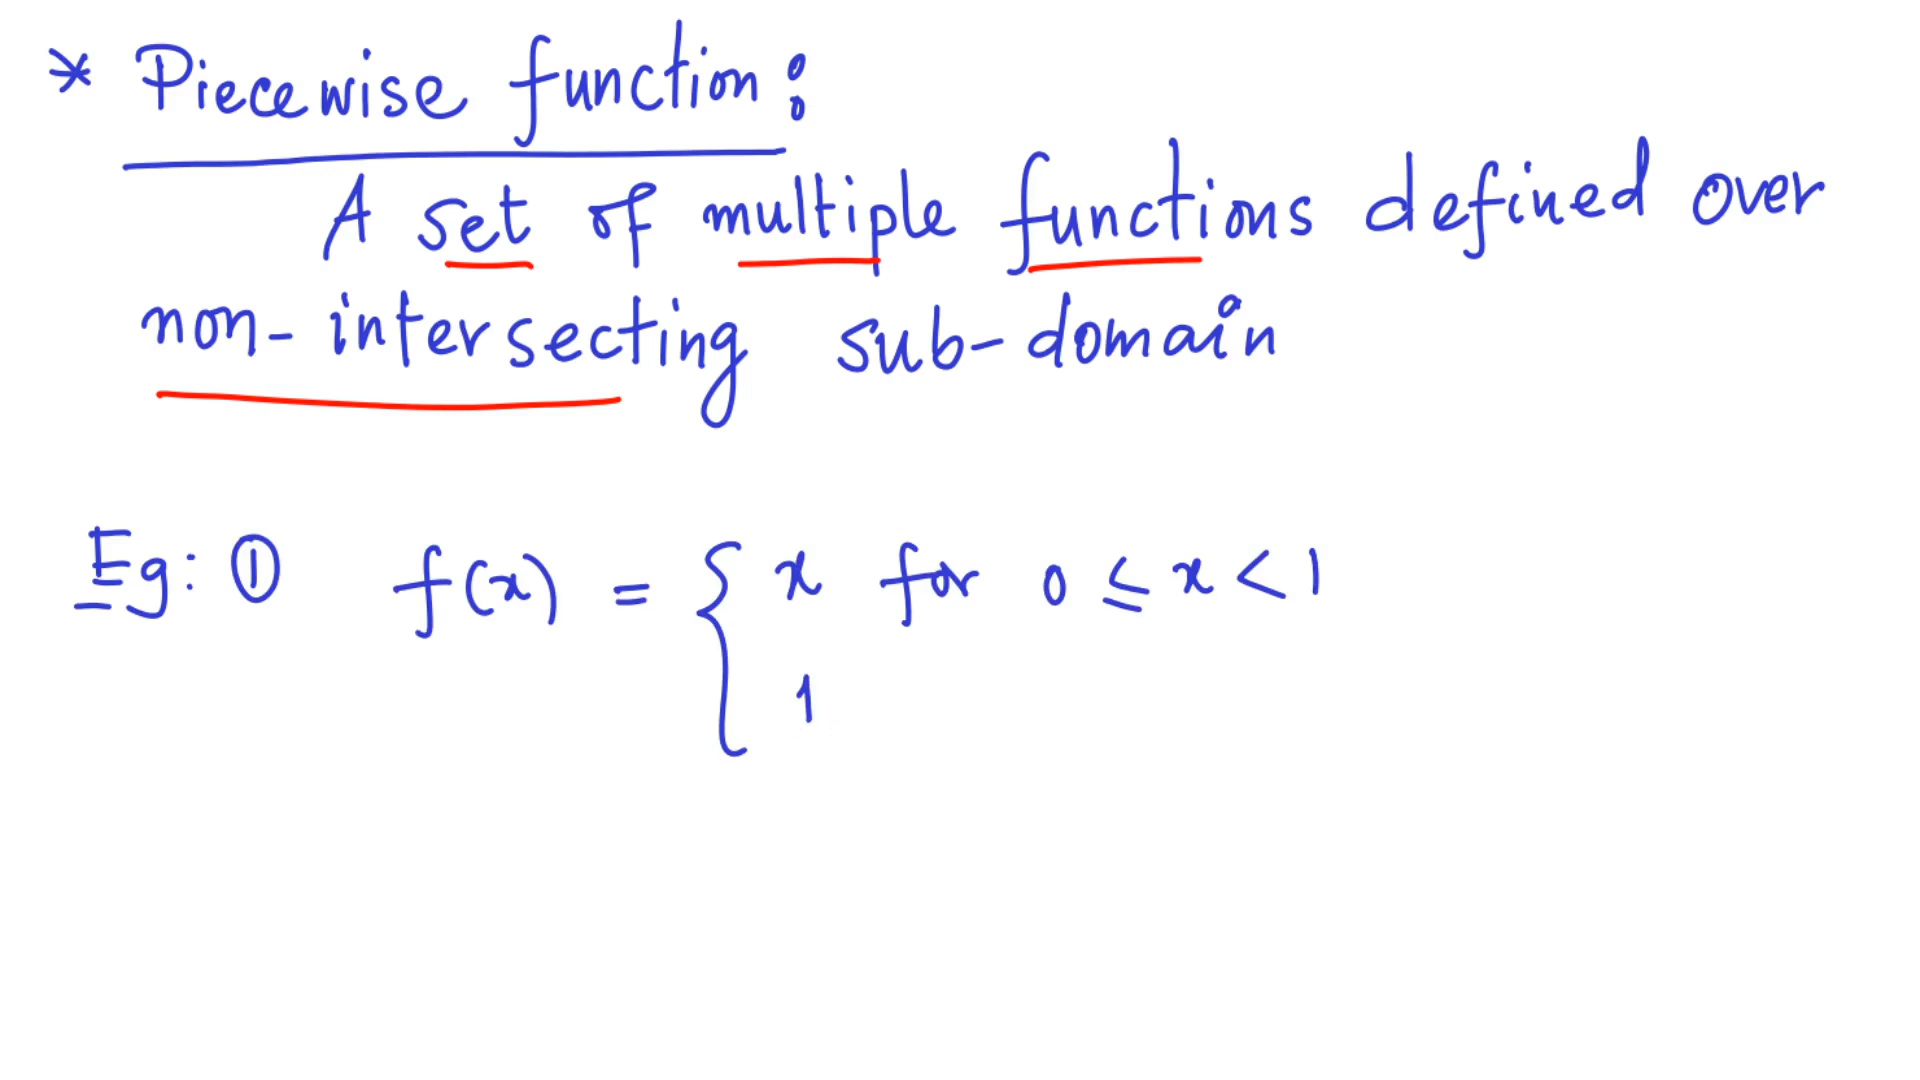 * Piecewise function:
A set of multiple functions defined over
non-intersecting sub-domain
Eg: ① f(x) = { x for 0 ≤ x < 1
1